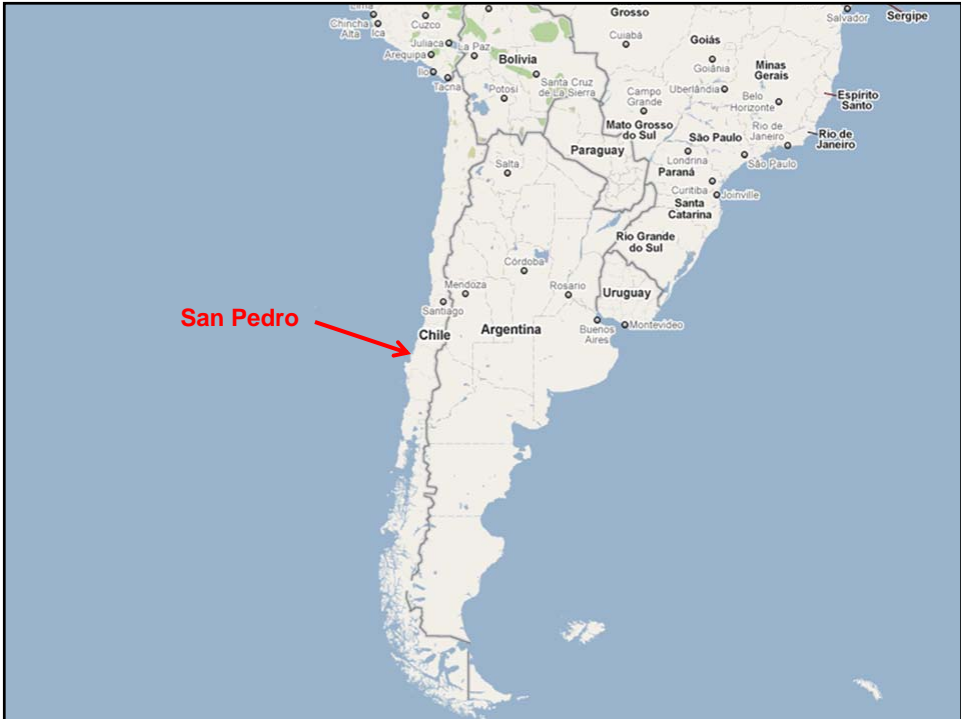 Lima
Chincha
Alta
Ica
Cuzco
Juliaca
La Paz
Arequipa
Ilo
Tacna
Bolivia
Santa Cruz
de La Sierra
Potosi
Grosso
Cuiabá
Goiás
Goiânia
Minas
Gerais
Salvador
Sergipe
Campo
Grande
Uberlândia
Belo
Horizonte
Espírito
Santo
Mato Grosso
do Sul
São Paulo
Rio de
Janeiro
Rio de
Janeiro
São Paulo
Paraguay
Londrina
Paraná
Salta
Curitiba
Joinville
Santa
Catarina
Rio Grande
do Sul
Córdoba
Mendoza
Rosario
Uruguay
Santiago
San Pedro
Chile
Argentina
Buenos
Aires
Montevideo